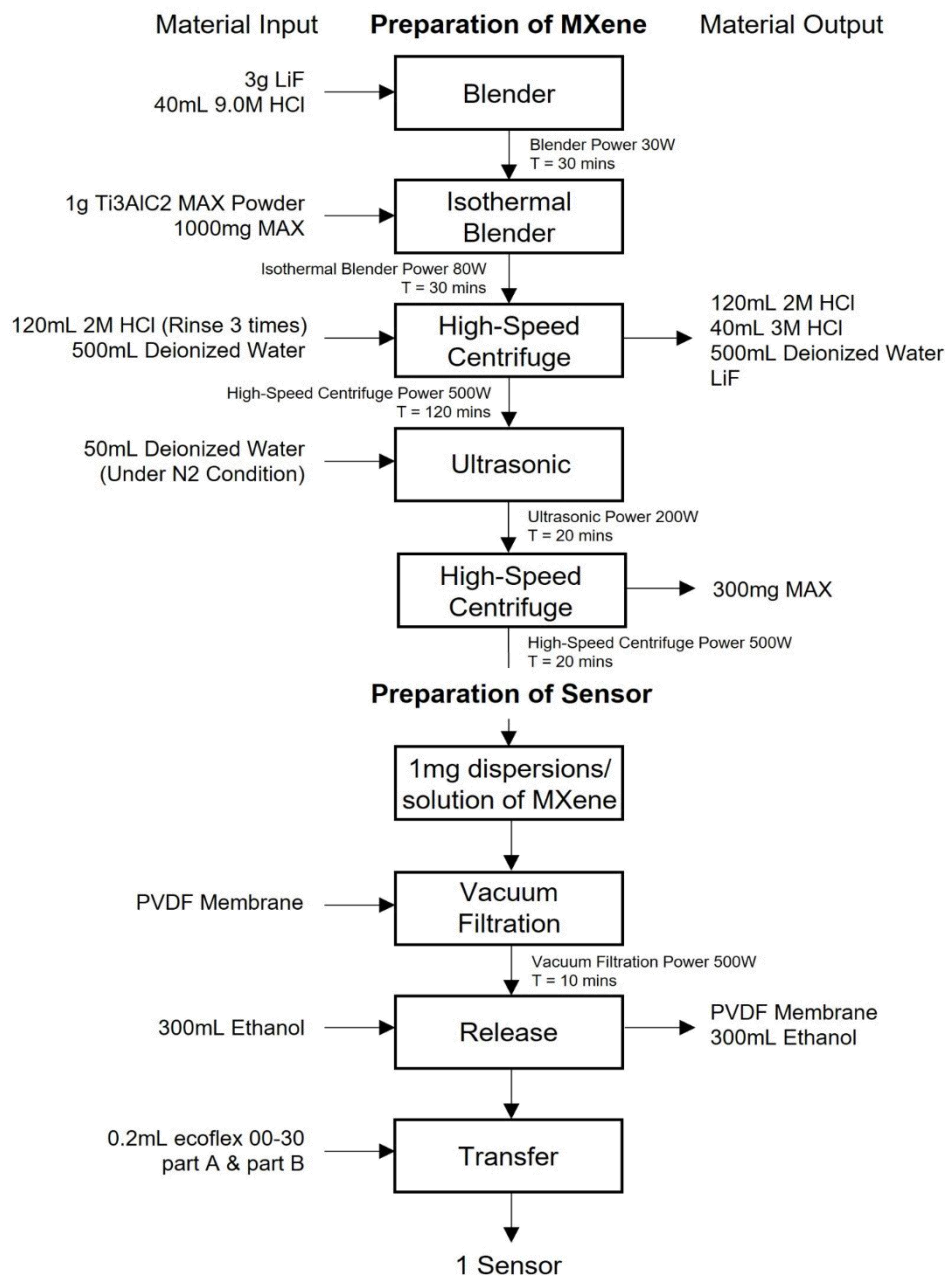 Material Input Preparation of MXene Material Output
3g LiF
40mL 9.0M HCl
Blender
Blender Power 30W
T = 30 mins
1g Ti3AlC2 MAX Powder
1000mg MAX
Isothermal
Blender
Isothermal Blender Power 80W
T = 30 mins
120mL 2M HCl (Rinse 3 times)
500mL Deionized Water
High-Speed
Centrifuge
120mL 2M HCl
40mL 3M HCl
500mL Deionized Water
LiF
High-Speed Centrifuge Power 500W
T = 120 mins
50mL Deionized Water
(Under N2 Condition)
Ultrasonic
Ultrasonic Power 200W
T = 20 mins
High-Speed
Centrifuge
300mg MAX
High-Speed Centrifuge Power 500W
T = 20 mins
Preparation of Sensor
1mg dispersions/
solution of MXene
PVDF Membrane
Vacuum
Filtration
Vacuum Filtration Power 500W
T = 10 mins
300mL Ethanol
Release
PVDF Membrane
300mL Ethanol
0.2mL ecoflex 00-30
part A & part B
Transfer
1 Sensor